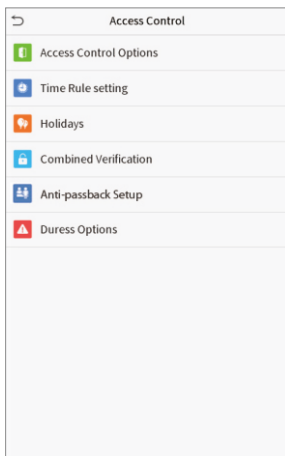 Access Control
Access Control Options
Time Rule setting
Holidays
Combined Verification
Anti-passback Setup
Duress Options